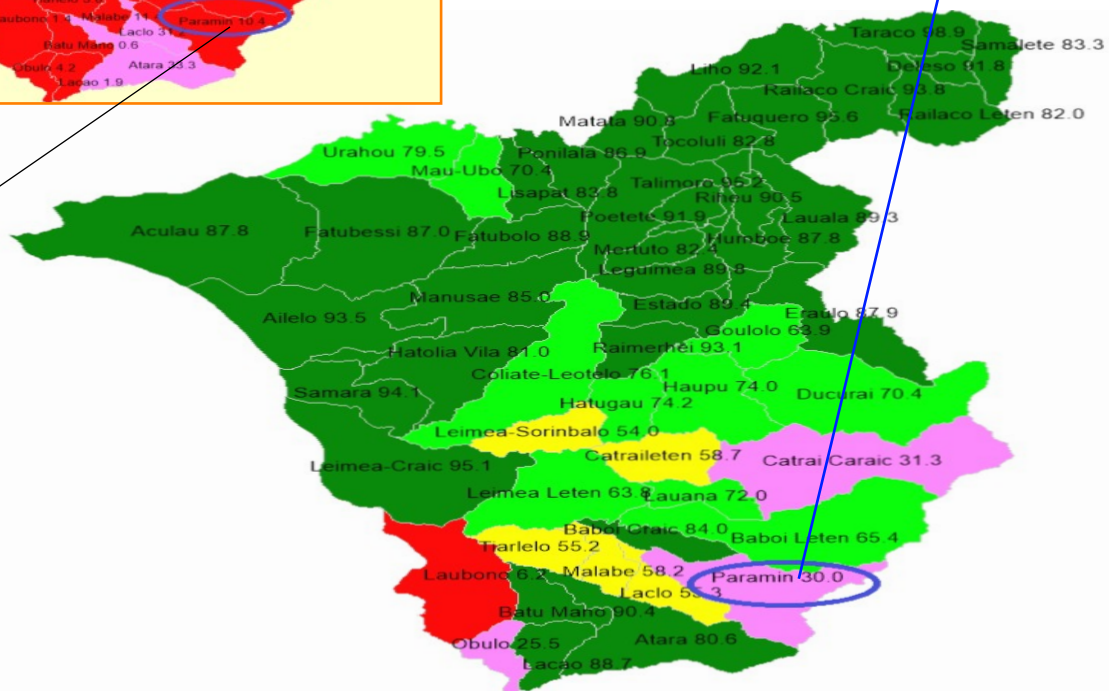 aubono 1.4
Malabe 11.
Paramin 10.4
Laclo 31.
Batu Mano 0.6
Obulo 4.2
Atara 33.3
Lacao 1.9
Taraco 98.9
Samalete 83.3
Liho 92.1
Deleso 91.8
Railaco Craic 93.8
Matata 90.8
Fatuquero 95.6
Railaco Leten 82.0
Tocoluli 82.8
Urahou 79.5
Ponilala 86.9
Mau-Ubo 70.4
Talimoro 95.2
Lisapat 83.8
Riheu 90.5
Poetete 91.9
Lauala 89.3
Aculau 87.8
Fatubessi 87.0
Fatubolo 88.9
Humboe 87.8
Mertuto 82.4
Leguimea 89.8
Manusae 85.0
Estado 89.4
Eraulo 87.9
Ailelo 93.5
Goulolo 63.9
Hatolia Vila 81.0
Raimerhei 93.1
Coliate-Leotelo 76.1
Samara 94.1
Haupu 74.0
Ducurai 70.4
Hatugau 74.2
Leimea-Sorinbalo 54.0
Catraileten 58.7
Catrai Caraic 31.3
Leimea-Craic 95.1
Leimea Leten 63.8
Lauana 72.0
Baboi Craic 84.0
Baboi Leten 65.4
Tiarlelo 55.2
Laubono 6.2
Malabe 58.2
Paramin 30.0
Laclo 55.3
Batu Mano 90.4
Obulo 25.5
Atara 80.6
Lacao 88.7